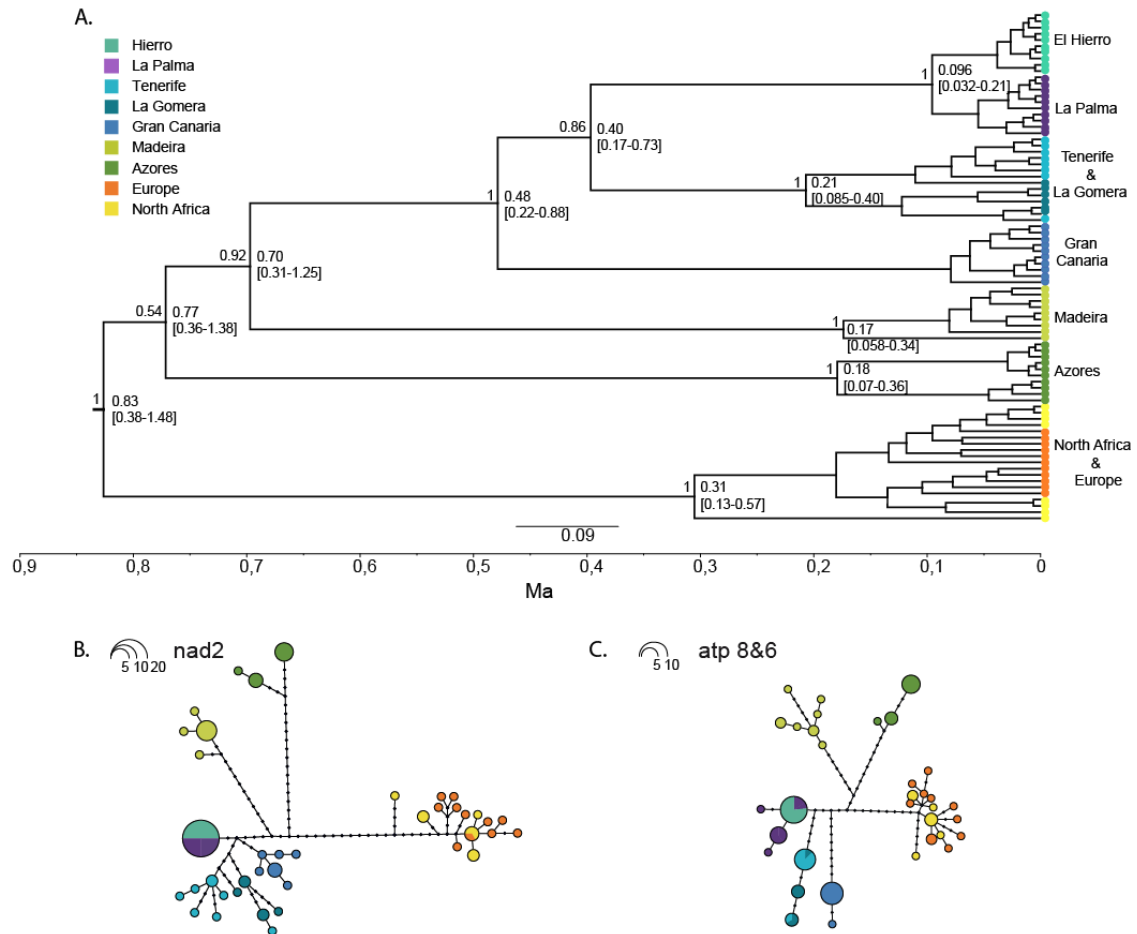 A.
Hierro
La Palma
Tenerife
La Gomera
Gran Canaria
Madeira
Azores
Europe
North Africa
El Hierro
1 0.096
[0.032-0.21]
La Palma
0.86 0.40
[0.17-0.73]
Tenerife
&
La Gomera
1 0.21
[0.085-0.40]
1 0.48
[0.22-0.88]
Gran
Canaria
0.92 0.70
[0.31-1.25]
0.54 0.77
[0.36-1.38]
Madeira
1 0.17
[0.058-0.34]
Azores
1 0.18
[0.07-0.36]
1 0.83
[0.38-1.48]
North Africa
&
Europe
1 0.31
[0.13-0.57]
0.09
0,9 0,8 0,7 0,6 0,5 0,4 0,3 0,2 0,1 0
Ma
B. nad2
5 10 20
C. atp 8&6
5 10